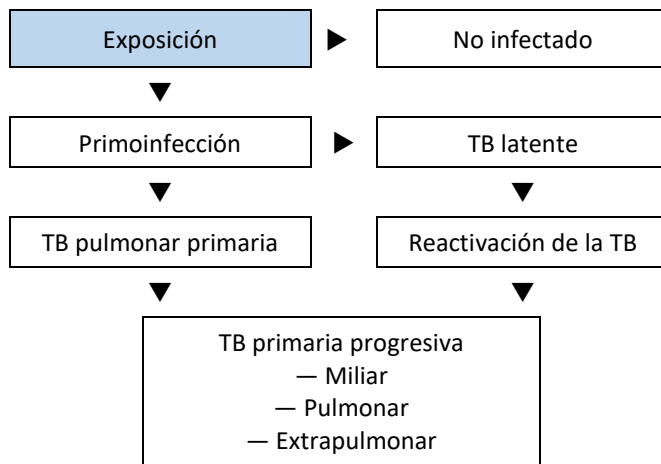 Exposición
No infectado
Primoinfección
TB latente
TB pulmonar primaria
Reactivación de la TB
TB primaria progresiva
— Miliar
— Pulmonar
— Extrapulmonar